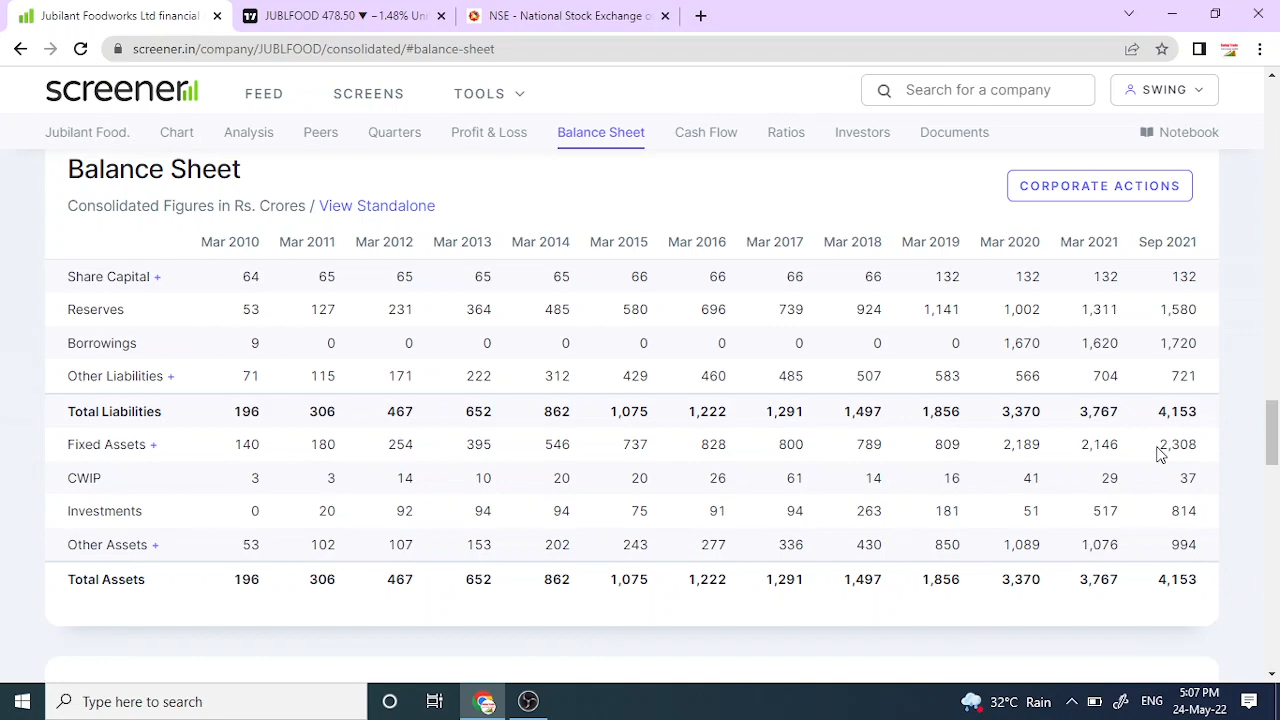 Jubilant Foodworks financial
JUBLFOOD 478.50 ▼ −1.48% Un
NSE - National Stock Exchange o
screener.in/company/JUBLFOOD/consolidated/#balance-sheet
screener
FEED SCREENS TOOLS
Search for a company
SWING
Jubilant Food. Chart Analysis Peers Quarters Profit & Loss Balance Sheet Cash Flow Ratios Investors Documents Notebook
Balance Sheet
CORPORATE ACTIONS
Consolidated Figures in Rs. Crores / View Standalone
Mar 2010 Mar 2011 Mar 2012 Mar 2013 Mar 2014 Mar 2015 Mar 2016 Mar 2017 Mar 2018 Mar 2019 Mar 2020 Mar 2021 Sep 2021
Share Capital + 64 65 65 65 65 66 66 66 66 132 132 132 132
Reserves 53 127 231 364 485 580 696 739 924 1,141 1,002 1,311 1,580
Borrowings 9 0 0 0 0 0 0 0 0 0 1,670 1,620 1,720
Other Liabilities + 71 115 171 222 312 429 460 485 507 583 566 704 721
Total Liabilities 196 306 467 652 862 1,075 1,222 1,291 1,497 1,856 3,370 3,767 4,153
Fixed Assets + 140 180 254 395 546 737 828 800 789 809 2,189 2,146 2,308
CWIP 3 3 14 10 20 20 26 61 14 16 41 29 37
Investments 0 20 92 94 94 75 91 94 263 181 51 517 814
Other Assets + 53 102 107 153 202 243 277 336 430 850 1,089 1,076 994
Total Assets 196 306 467 652 862 1,075 1,222 1,291 1,497 1,856 3,370 3,767 4,153
Type here to search
32°C Rain
ENG
5:07 PM
24-May-22